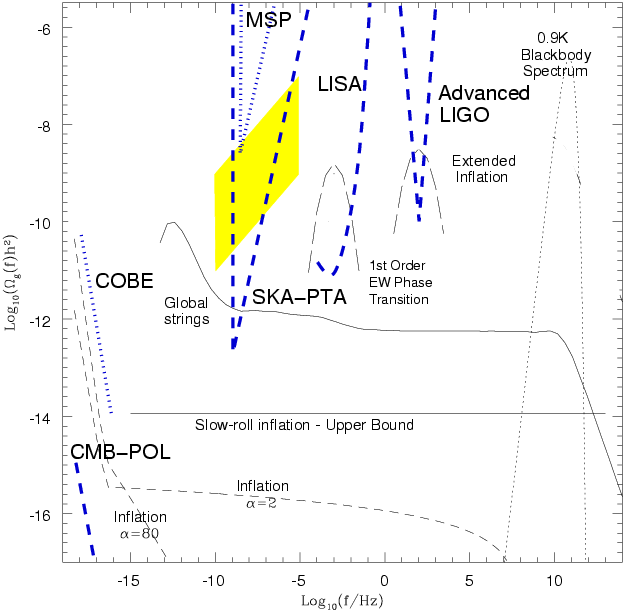 MSP
0.9K
Blackbody
Spectrum
LISA
Advanced
LIGO
Extended
Inflation
COBE
Global
strings
SKA-PTA
1st Order
EW Phase
Transition
Slow-roll inflation - Upper Bound
CMB-POL
Inflation
α=2
Inflation
α=80
-6
-8
-10
-12
-14
-16
-15
-10
-5
0
5
10
Log10(f/Hz)
Log10(Ωg(f)h²)